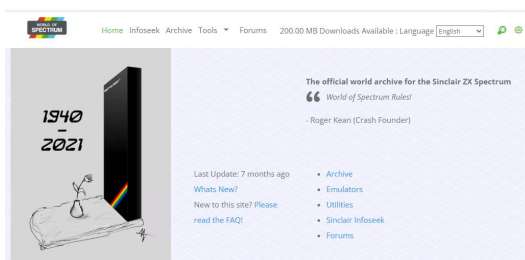 WORLD OF
SPECTRUM
Home Infoseek Archive Tools Forums 200.00 MB Downloads Available : Language English
1940
–
2021
The official world archive for the Sinclair ZX Spectrum
World of Spectrum Rules!
- Roger Kean (Crash Founder)
Last Update: 7 months ago
Whats New?
New to this site? Please
read the FAQ!
• Archive
• Emulators
• Utilities
• Sinclair Infoseek
• Forums